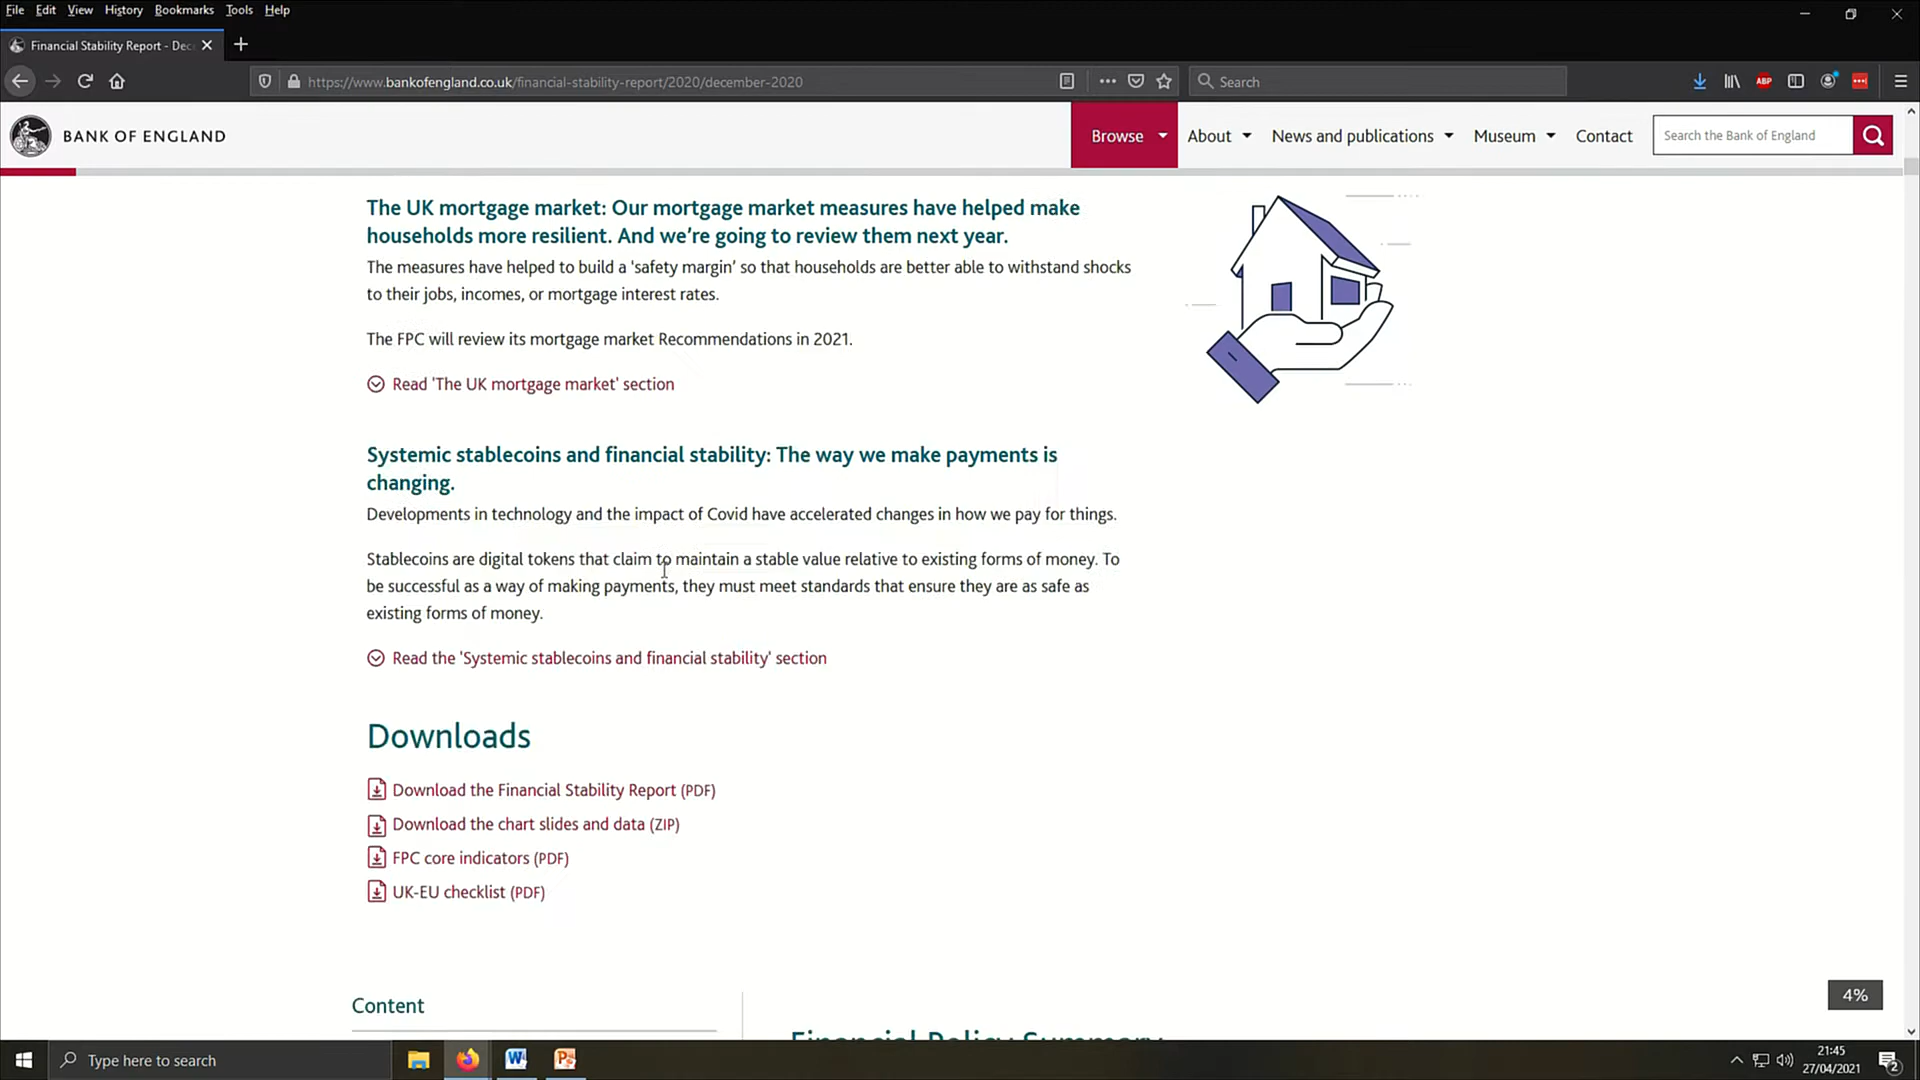 File Edit View History Bookmarks Tools Help
Financial Stability Report - Dec
https://www.bankofengland.co.uk/financial-stability-report/2020/december-2020
Search
ABP
BANK OF ENGLAND
Browse About News and publications Museum Contact Search the Bank of England
The UK mortgage market: Our mortgage market measures have helped make
households more resilient. And we're going to review them next year.
The measures have helped to build a 'safety margin' so that households are better able to withstand shocks
to their jobs, incomes, or mortgage interest rates.
The FPC will review its mortgage market Recommendations in 2021.
Read 'The UK mortgage market' section
Systemic stablecoins and financial stability: The way we make payments is
changing.
Developments in technology and the impact of Covid have accelerated changes in how we pay for things.
Stablecoins are digital tokens that claim to maintain a stable value relative to existing forms of money. To
be successful as a way of making payments, they must meet standards that ensure they are as safe as
existing forms of money.
Read the 'Systemic stablecoins and financial stability' section
Downloads
Download the Financial Stability Report (PDF)
Download the chart slides and data (ZIP)
FPC core indicators (PDF)
UK-EU checklist (PDF)
4%
Content
Financial Policy Summary
Type here to search
21:45
27/04/2021
2